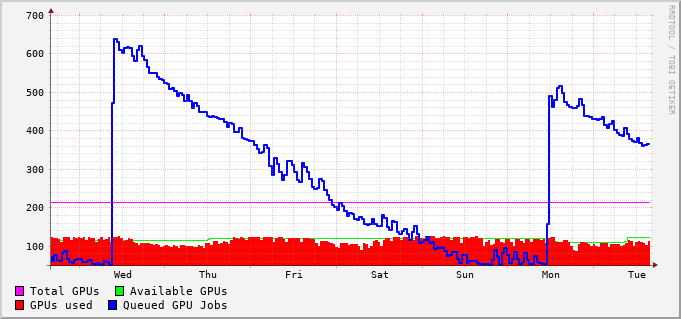 RRDTOOL / TOBI OETIKER
700
600
500
400
300
200
100
Wed Thu Fri Sat Sun Mon Tue
Total GPUs Available GPUs
GPUs used Queued GPU Jobs